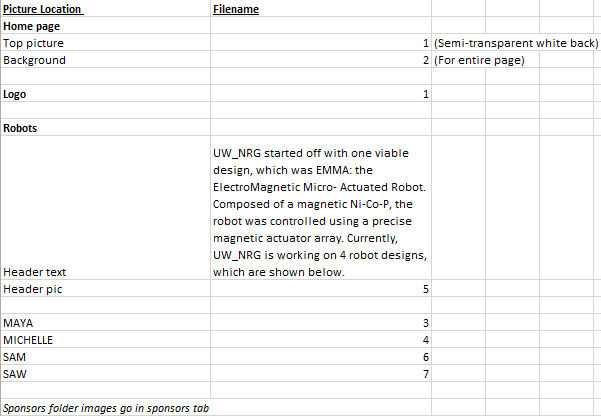 Picture Location Filename
Home page
Top picture 1 (Semi-transparent white back)
Background 2 (For entire page)
Logo 1
Robots
UW_NRG started off with one viable
design, which was EMMA: the
ElectroMagnetic Micro- Actuated Robot.
Composed of a magnetic Ni-Co-P, the
robot was controlled using a precise
magnetic actuator array. Currently,
UW_NRG is working on 4 robot designs,
Header text which are shown below.
Header pic 5
MAYA 3
MICHELLE 4
SAM 6
SAW 7
Sponsors folder images go in sponsors tab